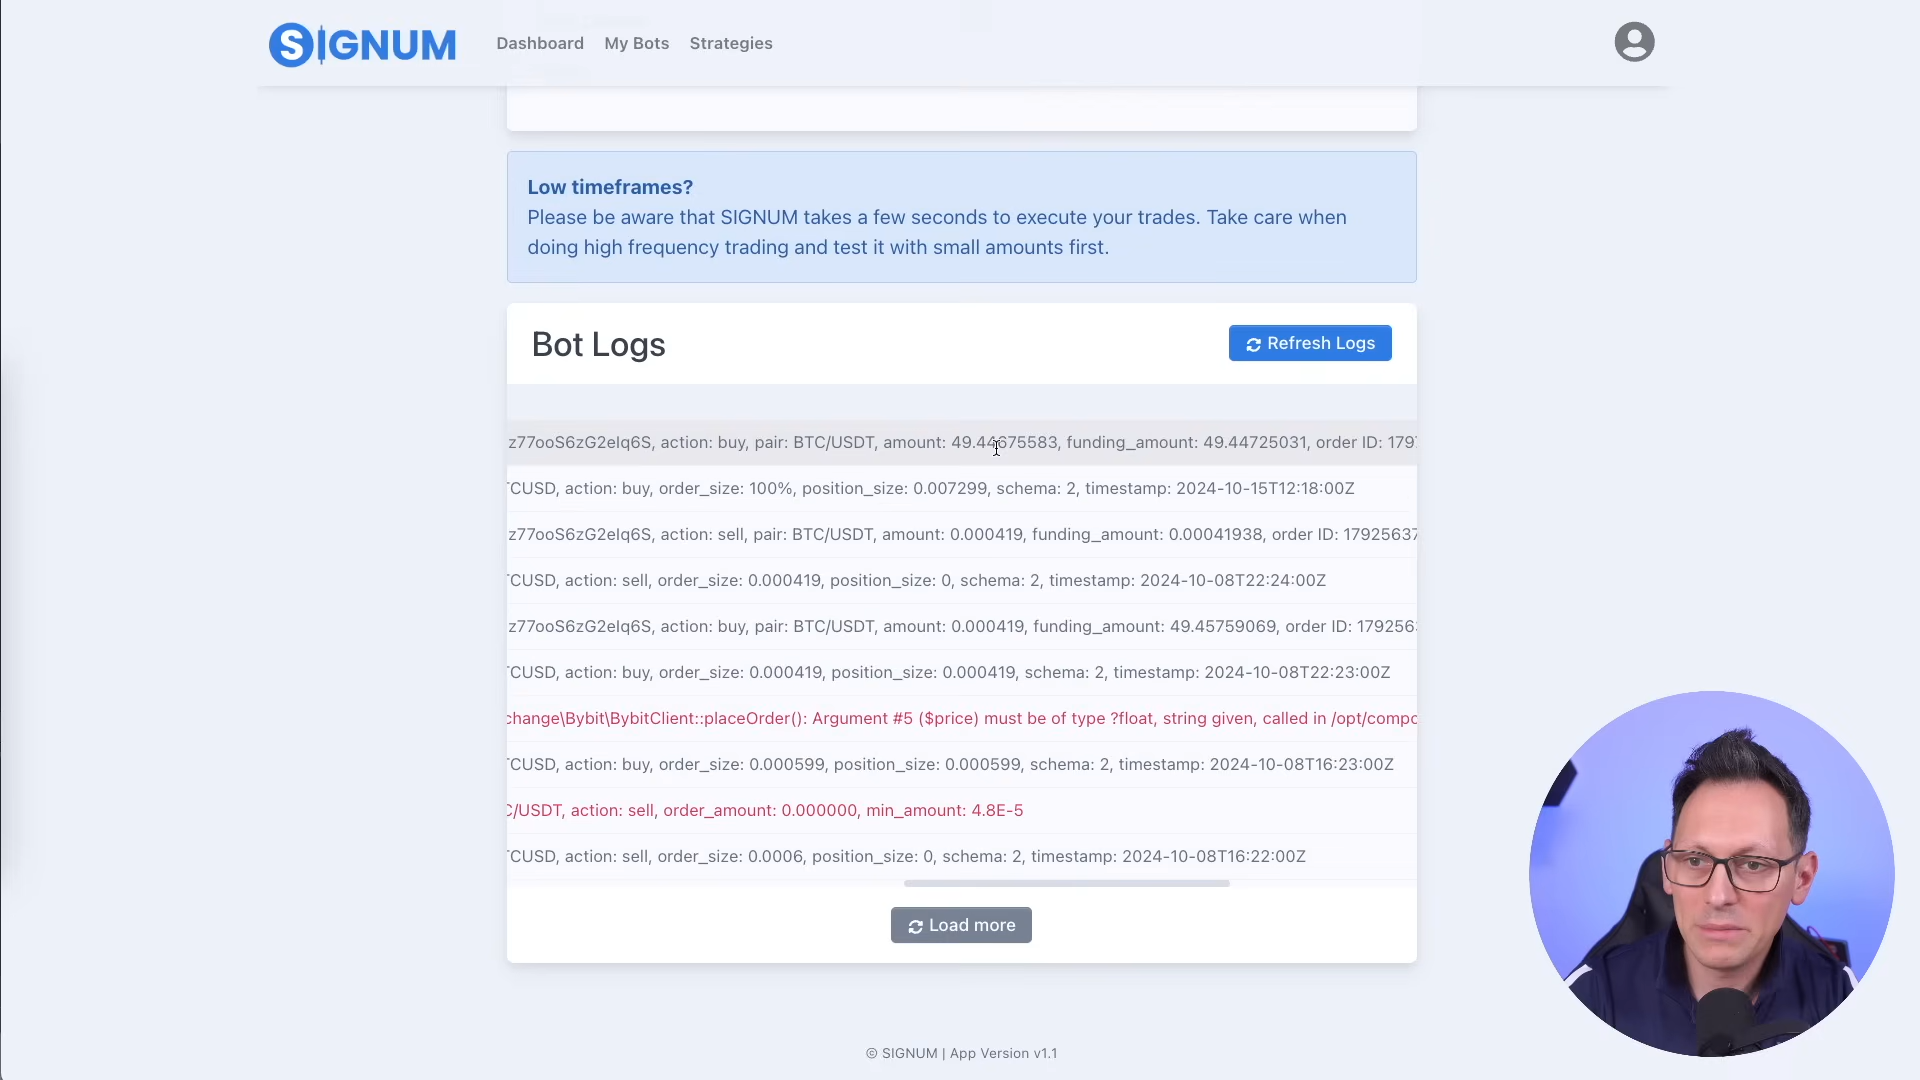 SIGNUM Dashboard My Bots Strategies
Low timeframes?
Please be aware that SIGNUM takes a few seconds to execute your trades. Take care when
doing high frequency trading and test it with small amounts first.
Bot Logs
Refresh Logs
z77ooS6zG2eIq6S, action: buy, pair: BTC/USDT, amount: 49.44675583, funding_amount: 49.44725031, order ID: 179
CUSD, action: buy, order_size: 100%, position_size: 0.007299, schema: 2, timestamp: 2024-10-15T12:18:00Z
z77ooS6zG2eIq6S, action: sell, pair: BTC/USDT, amount: 0.000419, funding_amount: 0.00041938, order ID: 17925637
CUSD, action: sell, order_size: 0.000419, position_size: 0, schema: 2, timestamp: 2024-10-08T22:24:00Z
z77ooS6zG2eIq6S, action: buy, pair: BTC/USDT, amount: 0.000419, funding_amount: 49.45759069, order ID: 179256
CUSD, action: buy, order_size: 0.000419, position_size: 0.000419, schema: 2, timestamp: 2024-10-08T22:23:00Z
change\Bybit\BybitClient::placeOrder(): Argument #5 ($price) must be of type ?float, string given, called in /opt/compo
CUSD, action: buy, order_size: 0.000599, position_size: 0.000599, schema: 2, timestamp: 2024-10-08T16:23:00Z
C/USDT, action: sell, order_amount: 0.000000, min_amount: 4.8E-5
CUSD, action: sell, order_size: 0.0006, position_size: 0, schema: 2, timestamp: 2024-10-08T16:22:00Z
Load more
© SIGNUM | App Version v1.1